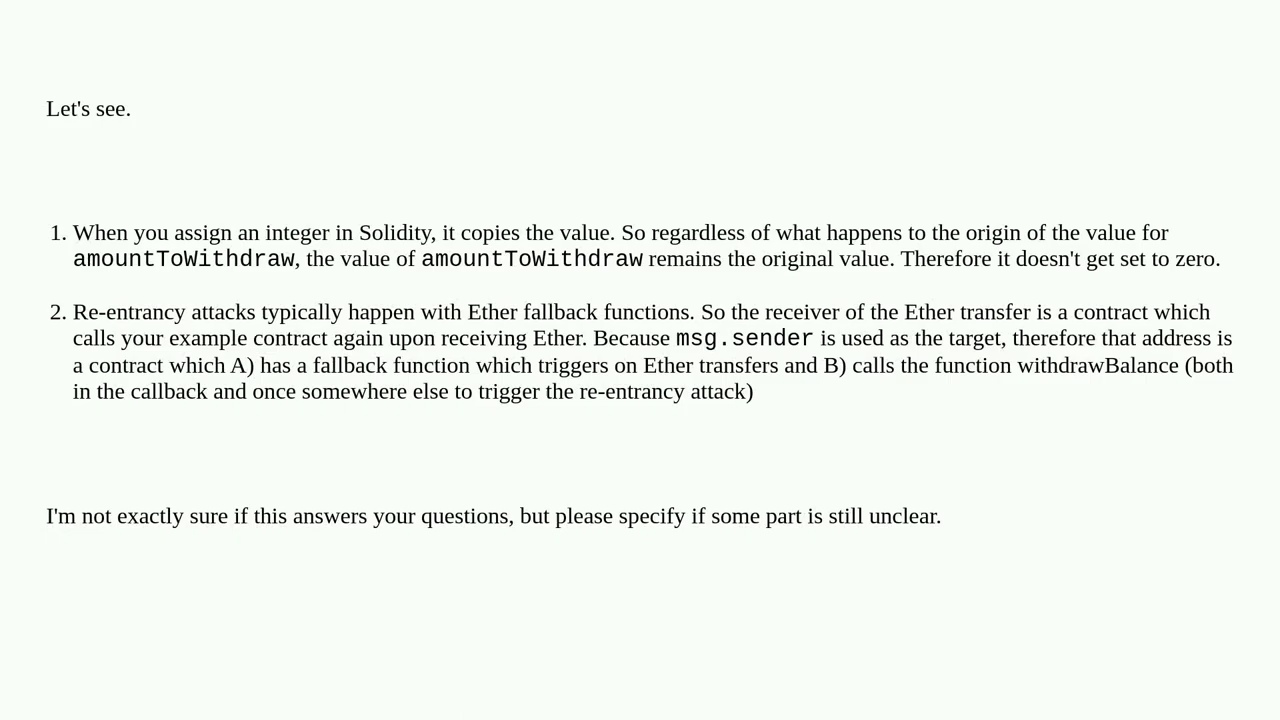 Let's see.
1. When you assign an integer in Solidity, it copies the value. So regardless of what happens to the origin of the value for
amountToWithdraw, the value of amountToWithdraw remains the original value. Therefore it doesn't get set to zero.
2. Re-entrancy attacks typically happen with Ether fallback functions. So the receiver of the Ether transfer is a contract which
calls your example contract again upon receiving Ether. Because msg.sender is used as the target, therefore that address is
a contract which A) has a fallback function which triggers on Ether transfers and B) calls the function withdrawBalance (both
in the callback and once somewhere else to trigger the re-entrancy attack)
I'm not exactly sure if this answers your questions, but please specify if some part is still unclear.